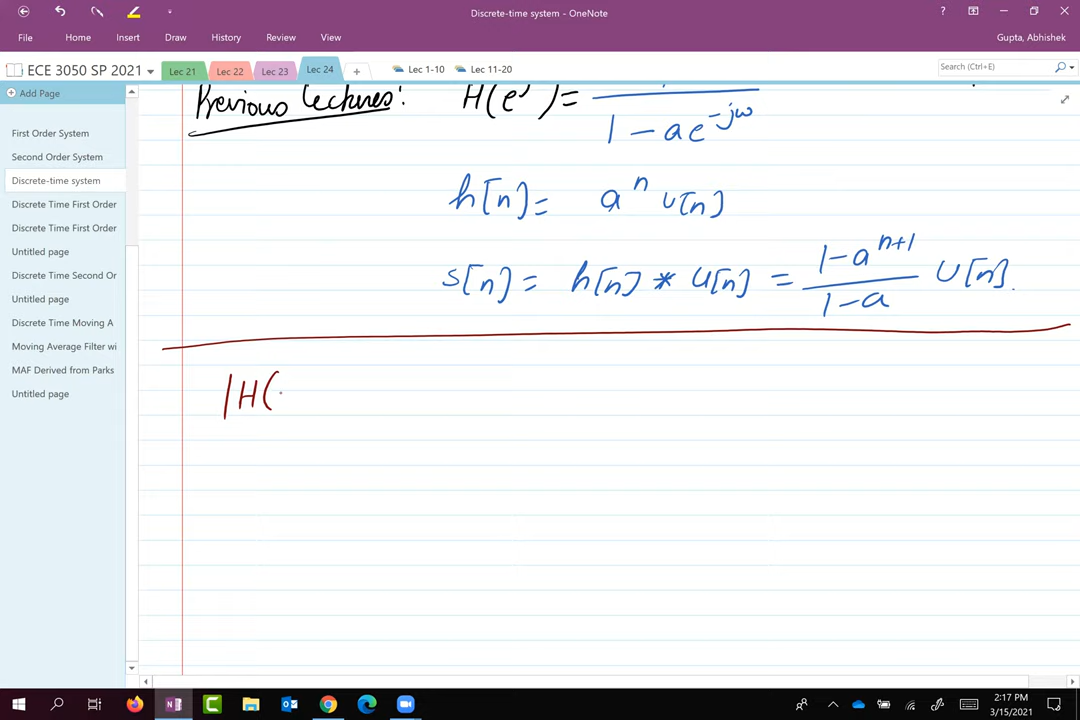 Discrete-time system - OneNote
Gupta, Abhishek
File Home Insert Draw History Review View
ECE 3050 SP 2021 Lec 21 Lec 22 Lec 23 Lec 24 Lec 1-10 Lec 11-20
Search (Ctrl+E)
Add Page
First Order System
Second Order System
Discrete-time system
Discrete Time First Order
Discrete Time First Order
Untitled page
Discrete Time Second Or
Untitled page
Discrete Time Moving A
Moving Average Filter wi
MAF Derived from Parks
Untitled page
Previous lectures: H(e^j ) = / 1 - ae^-jω
h[n] = a^n u[n]
s[n] = h[n] * u[n] = 1-a^n+1 / 1-a u[n].
|H(
2:17 PM
3/15/2021